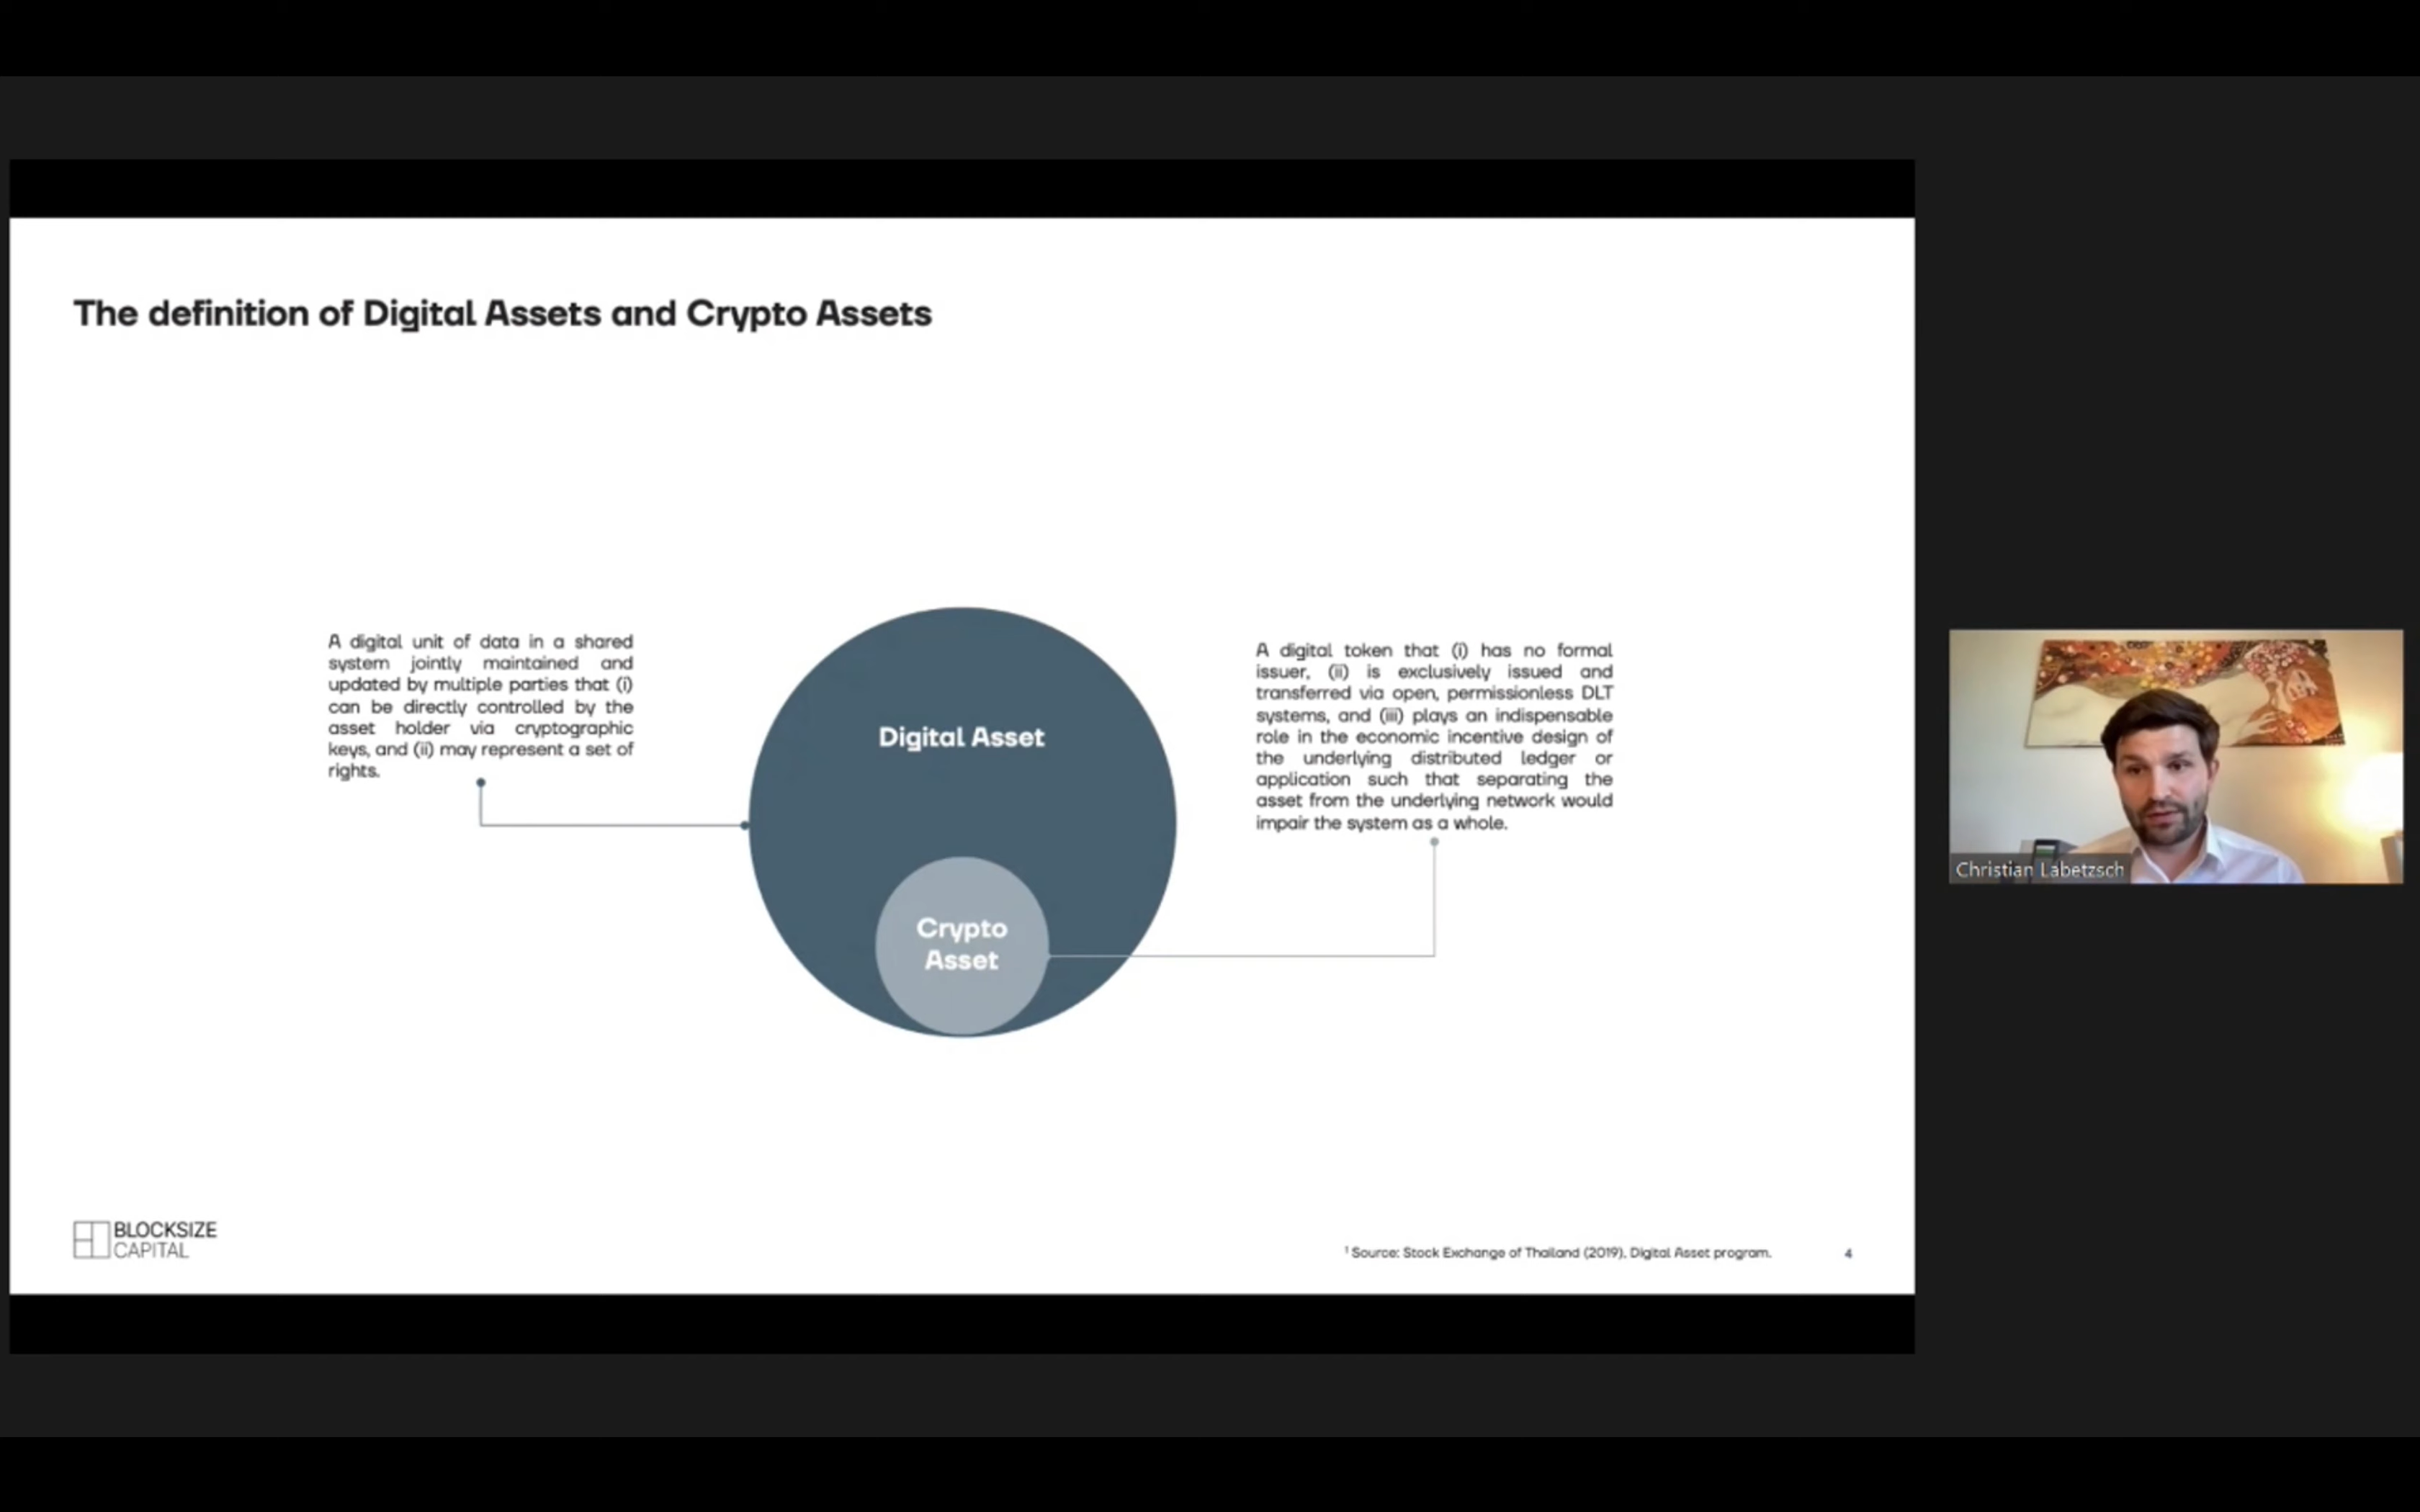 The definition of Digital Assets and Crypto Assets
A digital unit of data in a shared
system jointly maintained and
updated by multiple parties that (i)
can be directly controlled by the
asset holder via cryptographic
keys, and (ii) may represent a set of
rights.
Digital Asset
Crypto
Asset
A digital token that (i) has no formal
issuer, (ii) is exclusively issued and
transferred via open, permissionless DLT
systems, and (iii) plays an indispensable
role in the economic incentive design of
the underlying distributed ledger or
application such that separating the
asset from the underlying network would
impair the system as a whole.
Christian Labetzsch
BLOCKSIZE
CAPITAL
¹ Source: Stock Exchange of Thailand (2019), Digital Asset program.
4